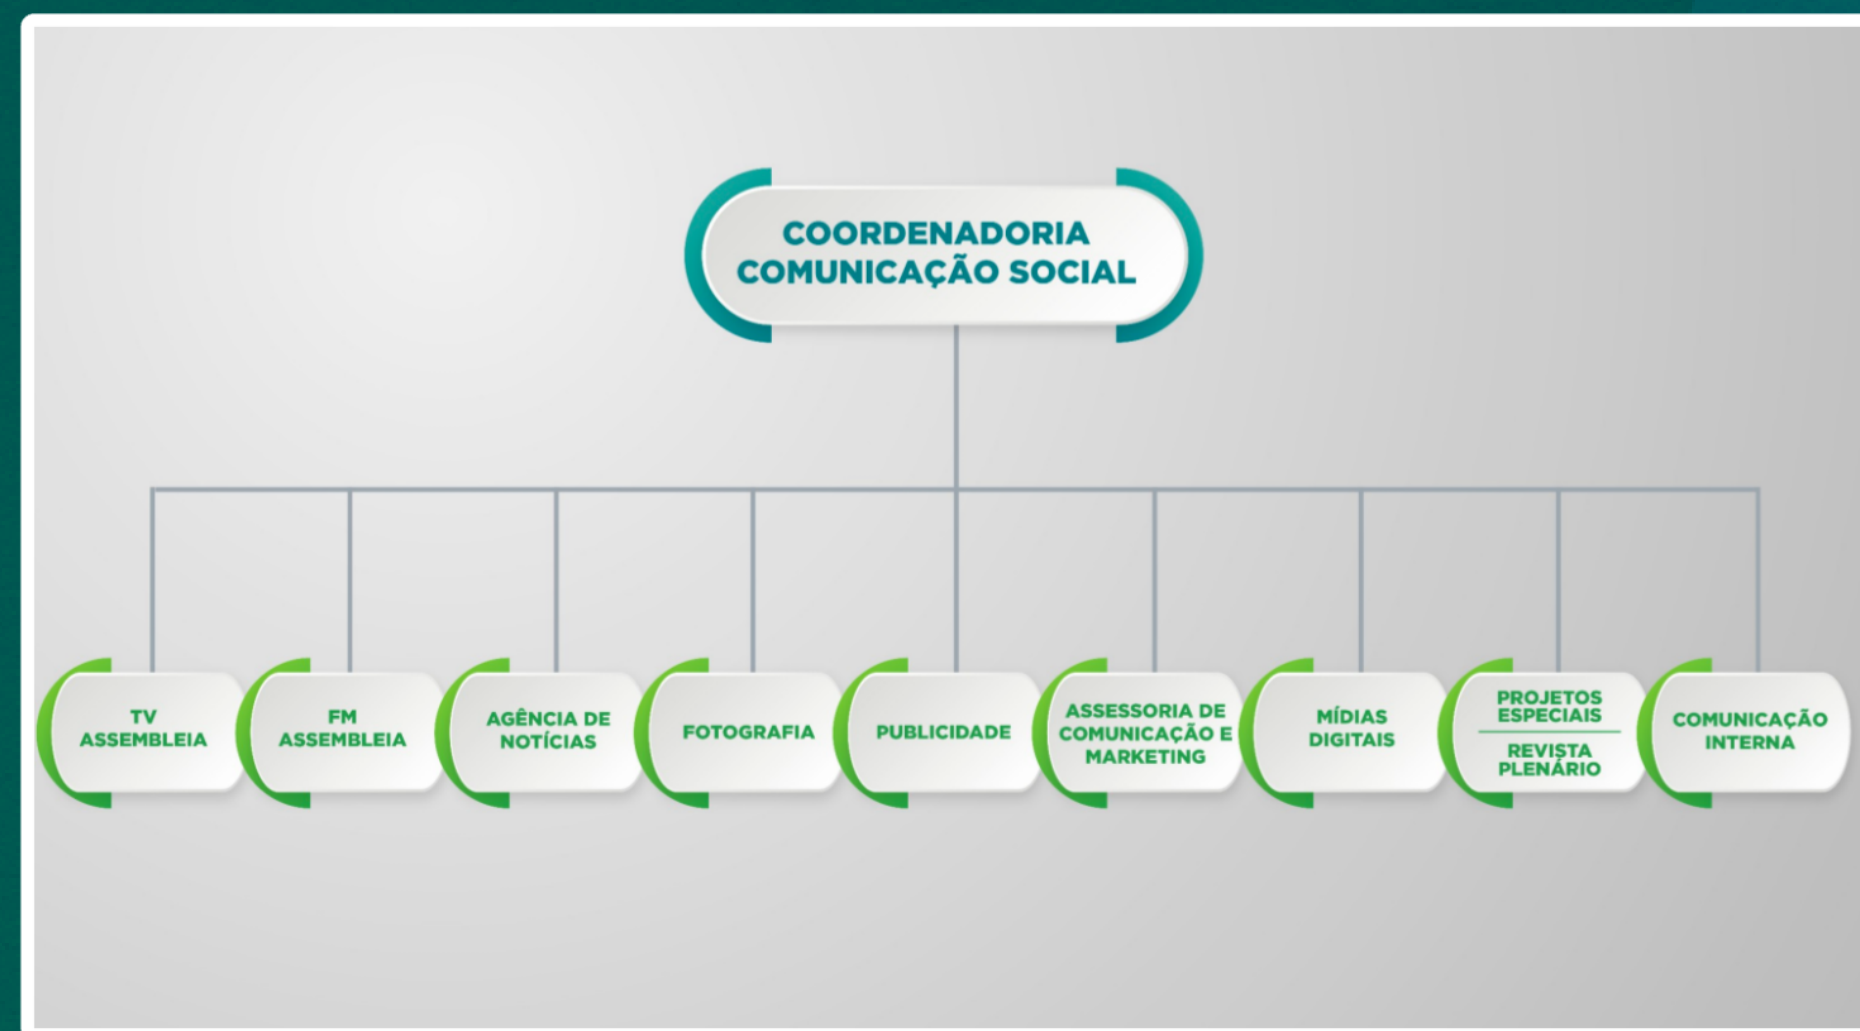 COORDENADORIA
COMUNICAÇÃO SOCIAL
TV
ASSEMBLEIA
FM
ASSEMBLEIA
AGÊNCIA DE
NOTÍCIAS
FOTOGRAFIA
PUBLICIDADE
ASSESSORIA DE
COMUNICAÇÃO E
MARKETING
MÍDIAS
DIGITAIS
PROJETOS
ESPECIAIS
REVISTA
PLENÁRIO
COMUNICAÇÃO
INTERNA